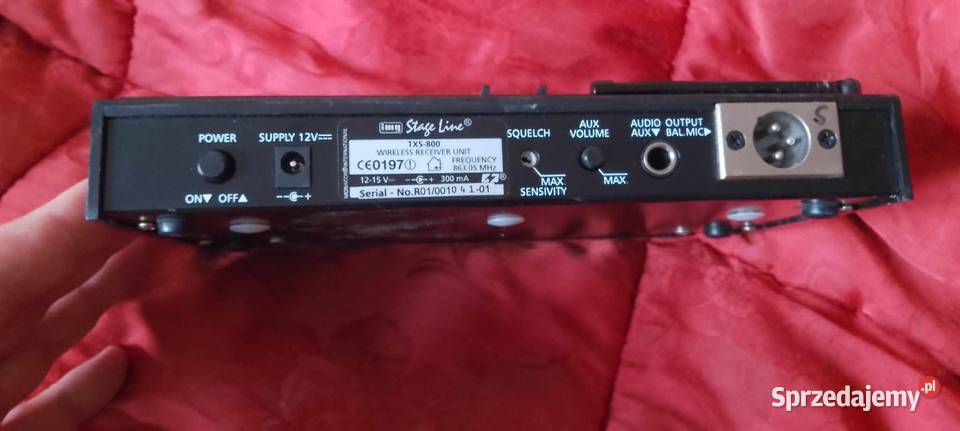 POWER
ON▼ OFF▲
SUPPLY 12V⎓
img Stage Line®
TXS-800
WIRELESS RECEIVER UNIT
CE0197
FREQUENCY
863.05 MHz
12-15 V⎓ 300 mA
Serial - No.R01/0010 4 1-01
SQUELCH
MAX
SENSITIVITY
AUX
VOLUME
MAX.
AUDIO OUTPUT
AUX▼ BAL.MIC▶
S
Sprzedajemy.pl